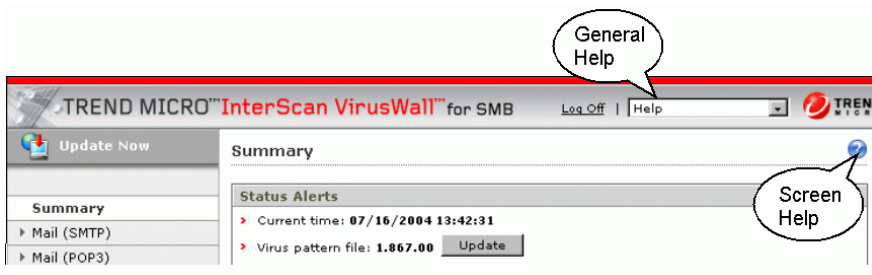 General
Help
TREND MICRO™ InterScan VirusWall™ for SMB
Log Off | Help
TREN
MICR
Update Now
Summary
Status Alerts
Current time: 07/16/2004 13:42:31
Virus pattern file: 1.867.00 Update
Screen
Help
Summary
Mail (SMTP)
Mail (POP3)